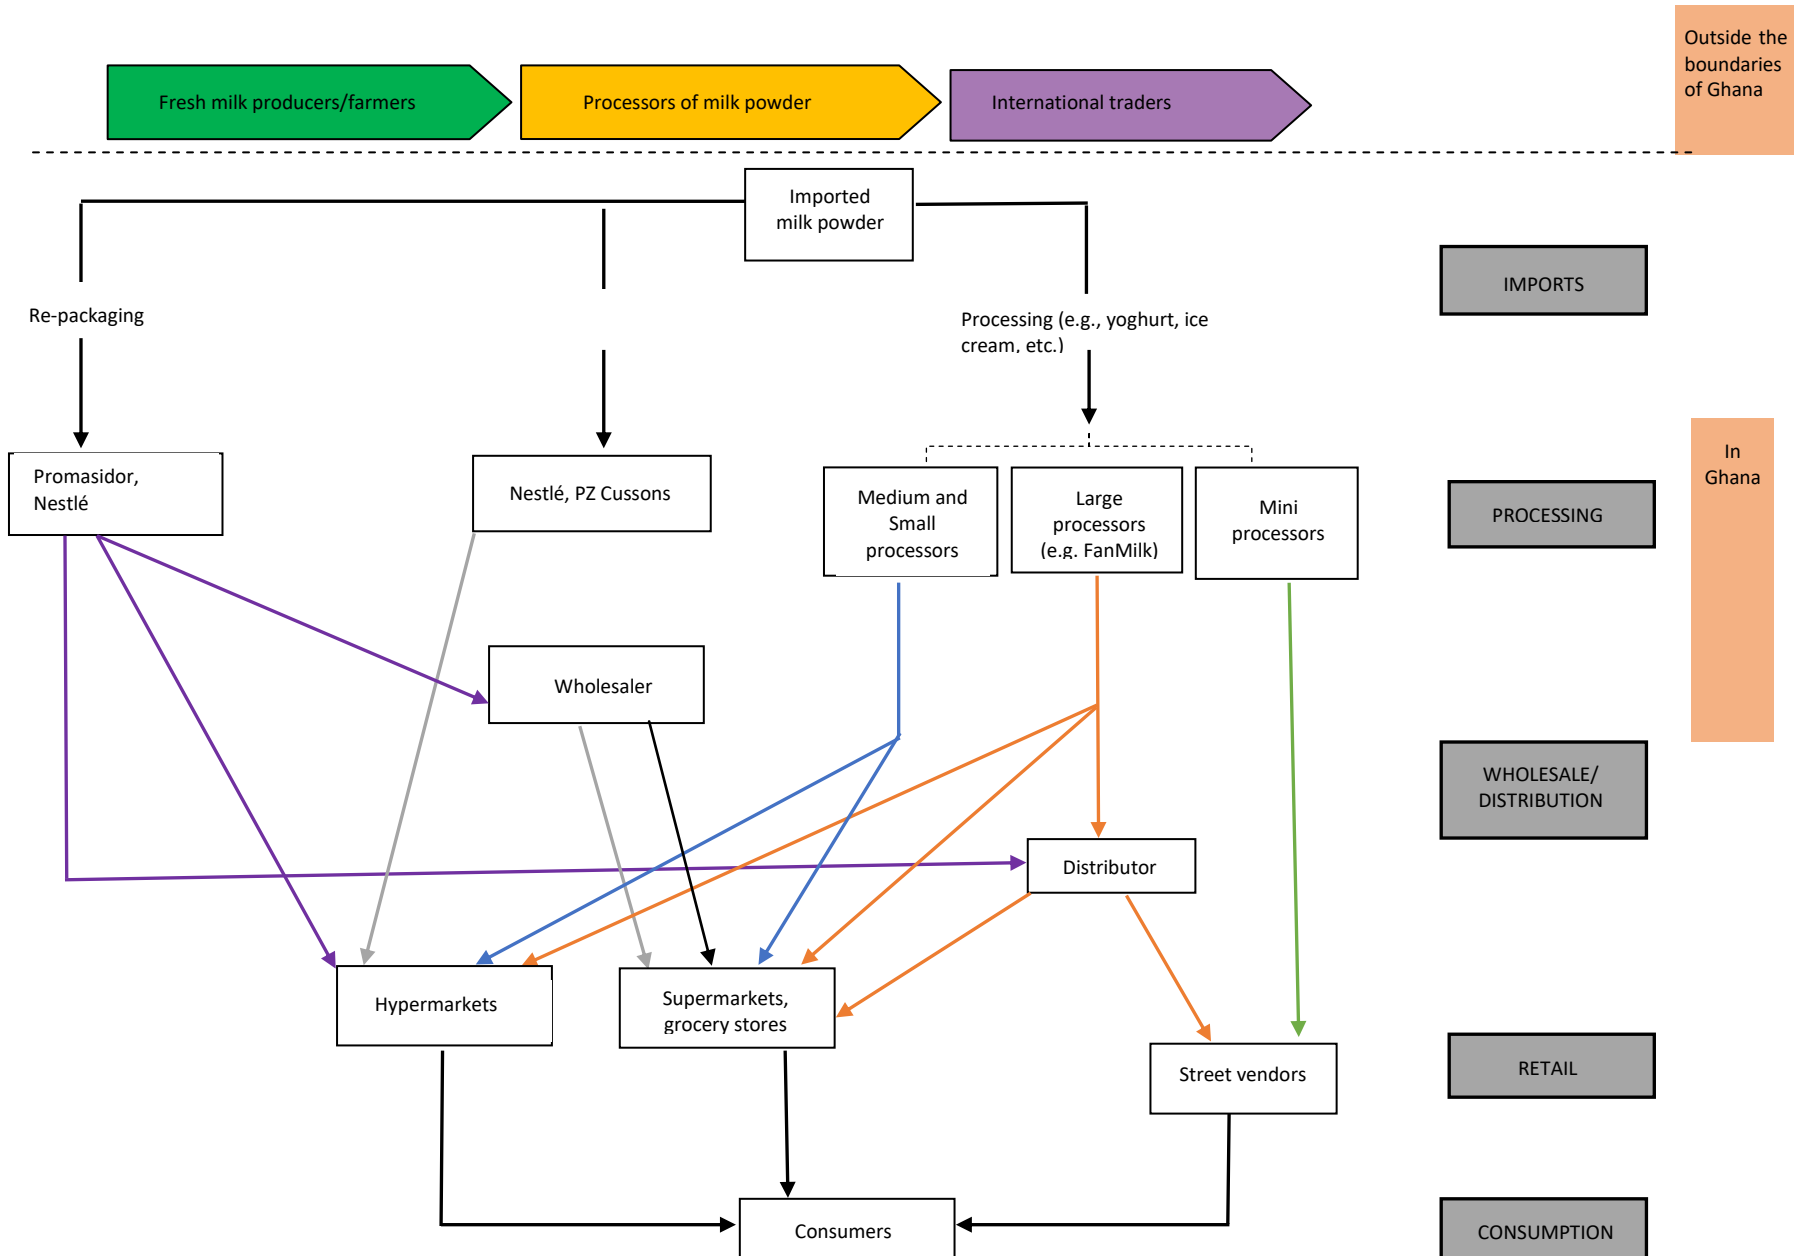 Outside the
boundaries
of Ghana
Fresh milk producers/farmers
Processors of milk powder
International traders
Imported
milk powder
IMPORTS
Re-packaging
Processing (e.g., yoghurt, ice
cream, etc.)
In
Ghana
Promasidor,
Nestlé
Nestlé, PZ Cussons
Medium and
Small
processors
Large
processors
(e.g. FanMilk)
Mini
processors
PROCESSING
Wholesaler
WHOLESALE/
DISTRIBUTION
Distributor
Hypermarkets
Supermarkets,
grocery stores
Street vendors
RETAIL
Consumers
CONSUMPTION